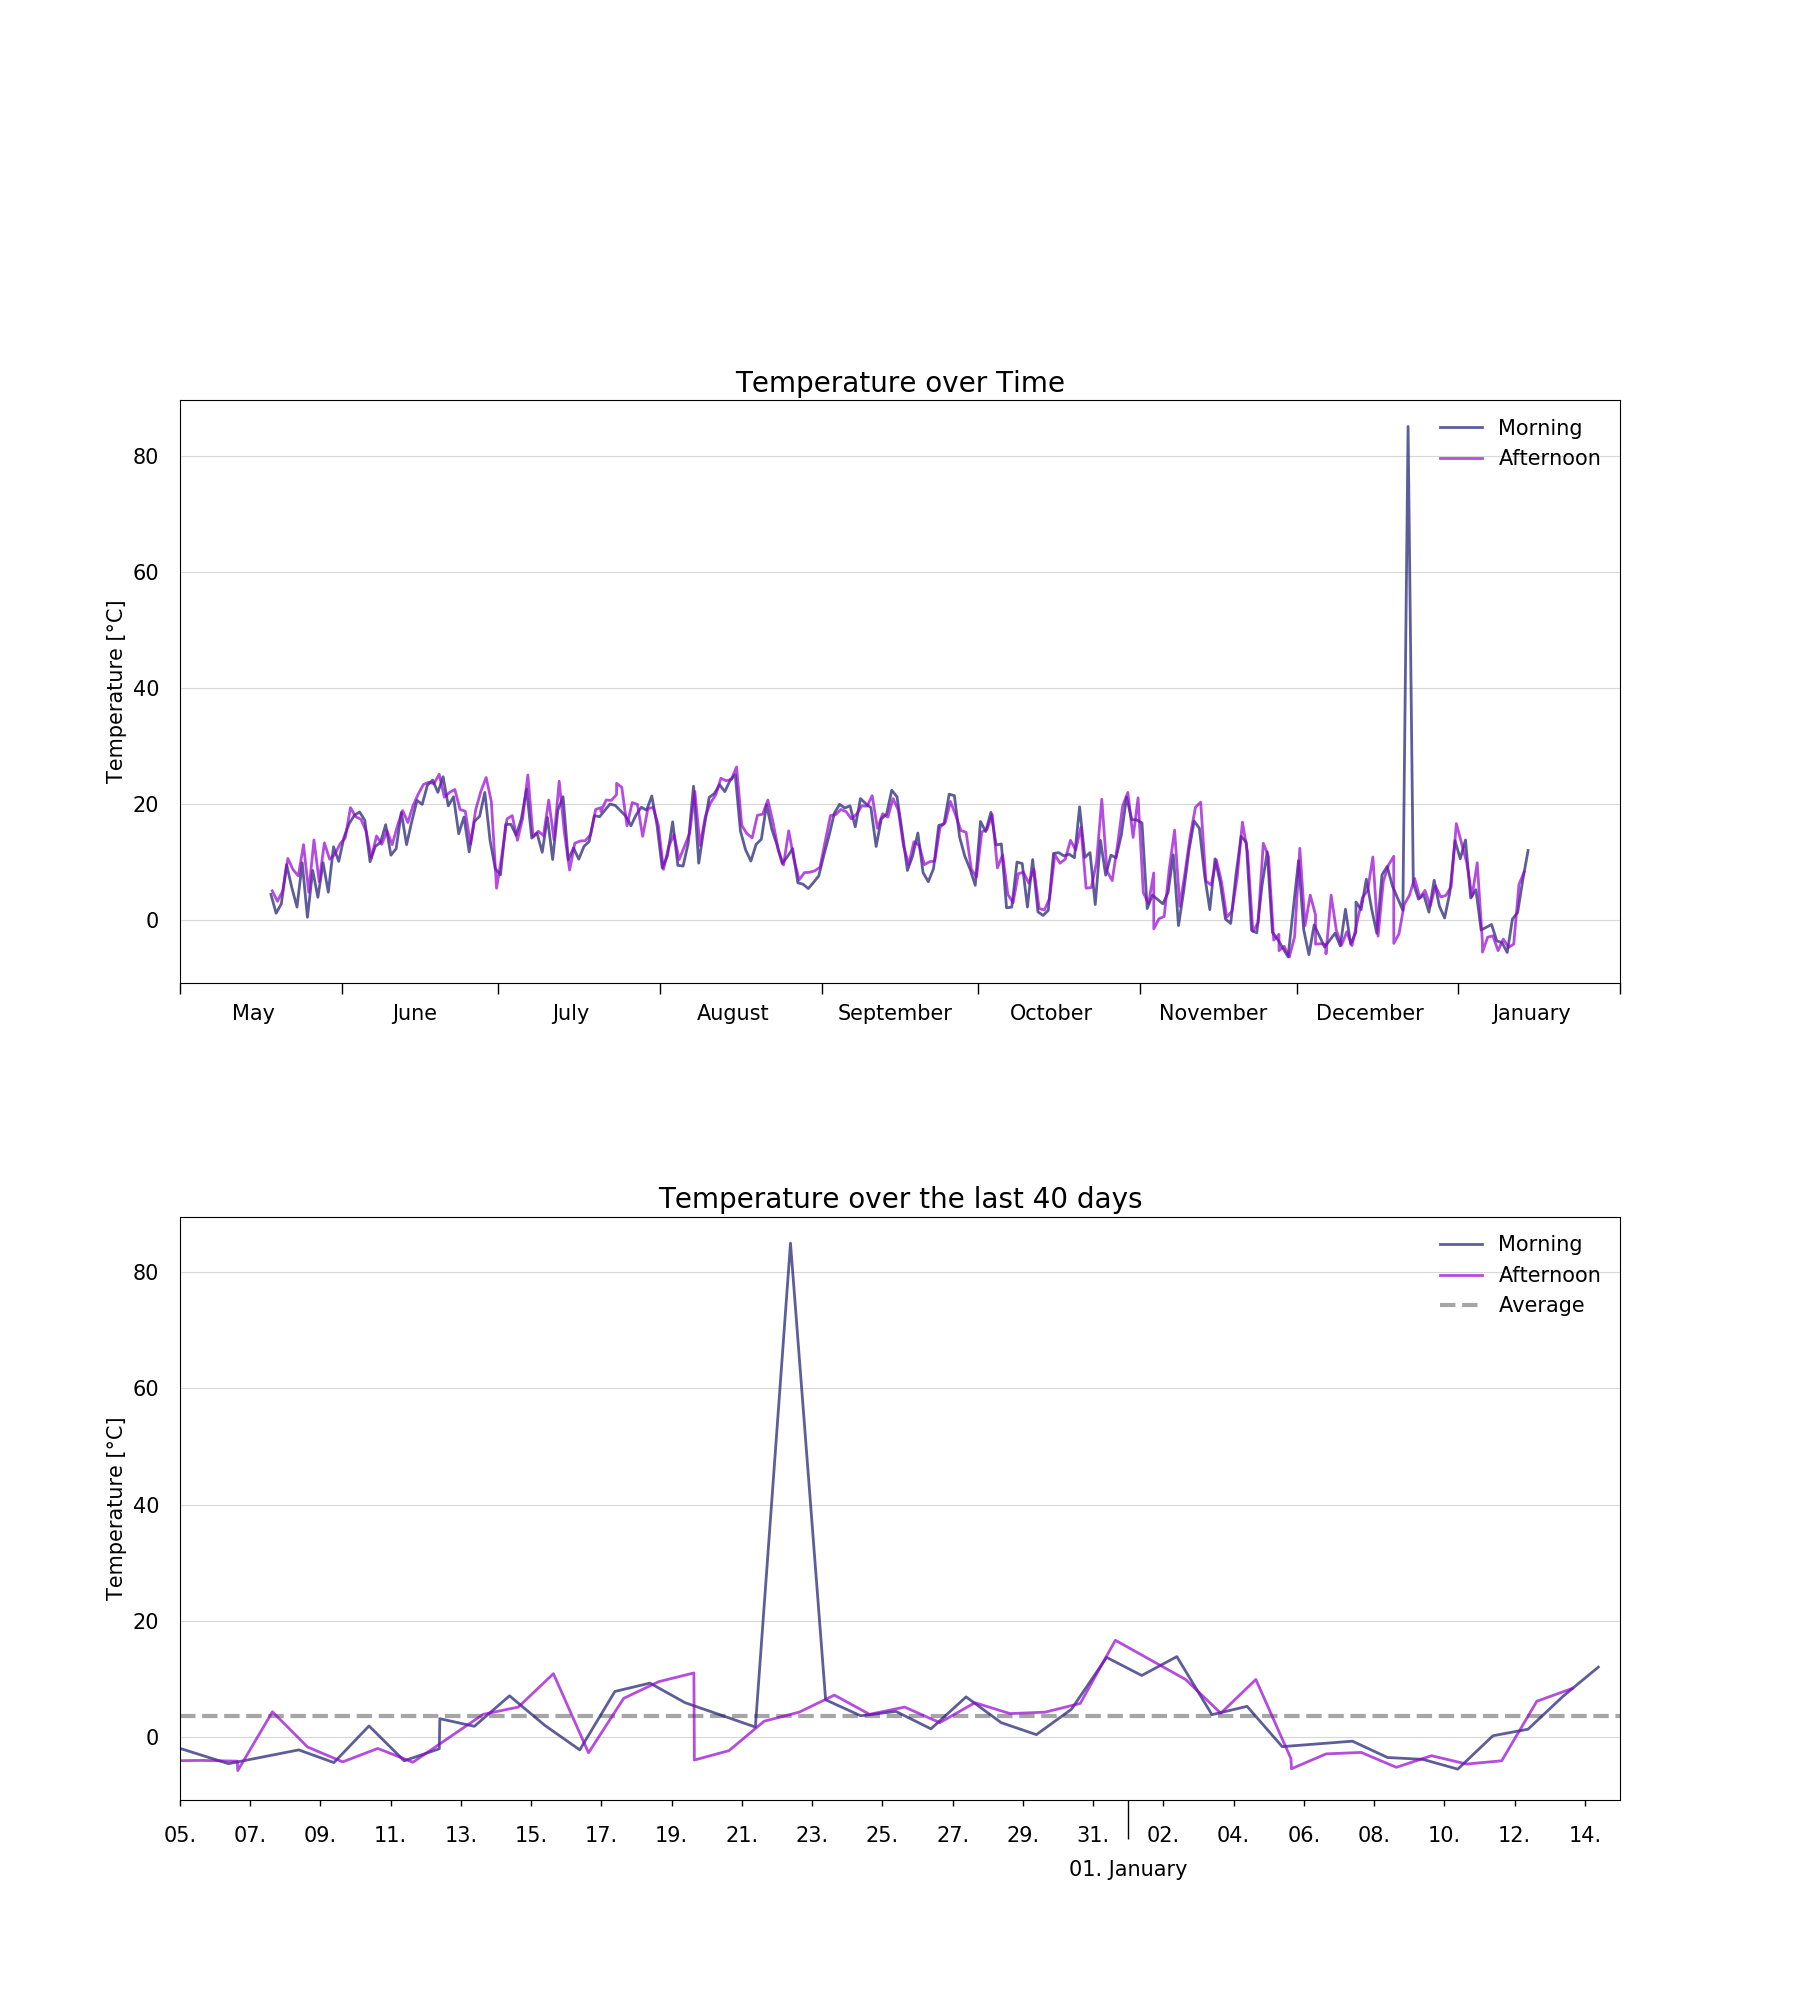 Temperature over Time
Morning
Afternoon
80
60
40
20
0
Temperature [°C]
May June July August September October November December January
Temperature over the last 40 days
Morning
Afternoon
Average
80
60
40
20
0
Temperature [°C]
05. 07. 09. 11. 13. 15. 17. 19. 21. 23. 25. 27. 29. 31. 02. 04. 06. 08. 10. 12. 14.
01. January